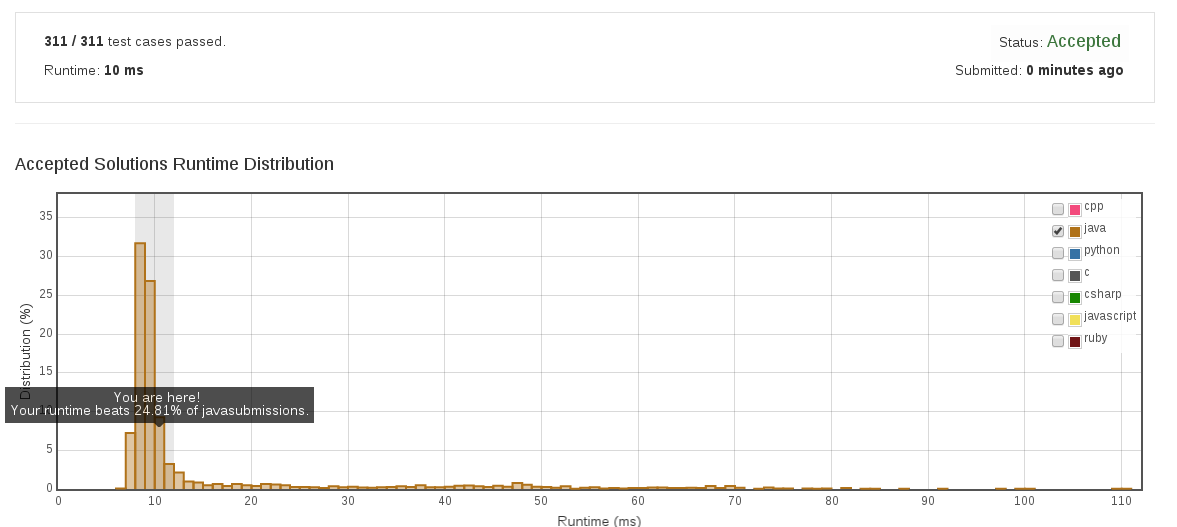 311 / 311 test cases passed.
Status: Accepted
Runtime: 10 ms
Submitted: 0 minutes ago
Accepted Solutions Runtime Distribution
Distribution (%)
35
30
25
20
15
10
5
0
cpp
java
python
c
csharp
javascript
ruby
You are here!
Your runtime beats 24.81% of javasubmissions.
0 10 20 30 40 50 60 70 80 90 100 110
Runtime (ms)